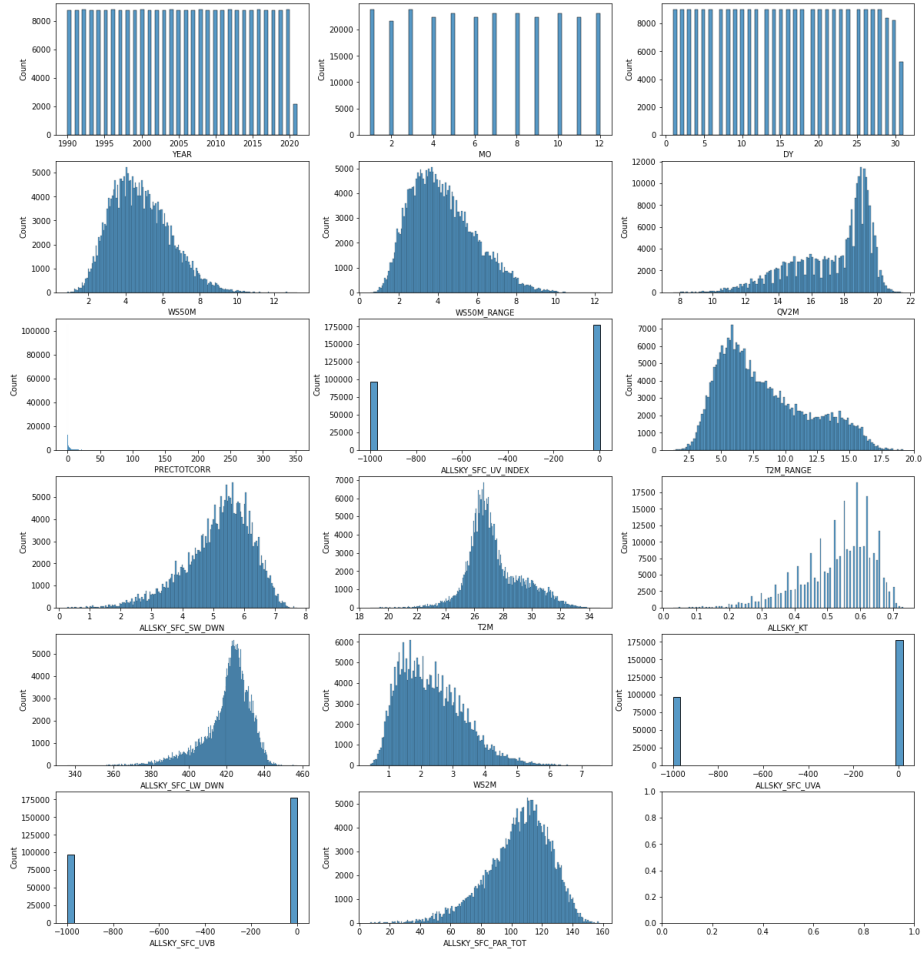 8000
6000
4000
2000
0
Count
1990 1995 2000 2005 2010 2015 2020
YEAR
20000
15000
10000
5000
0
Count
2 4 6 8 10 12
MO
8000
6000
4000
2000
0
Count
0 5 10 15 20 25 30
DY
5000
4000
3000
2000
1000
0
Count
2 4 6 8 10 12
WS50M
5000
4000
3000
2000
1000
0
Count
0 2 4 6 8 10 12
WS50M_RANGE
12000
10000
8000
6000
4000
2000
0
Count
8 10 12 14 16 18 20 22
QV2M
100000
80000
60000
40000
20000
0
Count
0 50 100 150 200 250 300 350
PRECTOTCORR
175000
150000
125000
100000
75000
50000
25000
0
Count
−1000 −800 −600 −400 −200 0
ALLSKY_SFC_UV_INDEX
7000
6000
5000
4000
3000
2000
1000
0
Count
2.5 5.0 7.5 10.0 12.5 15.0 17.5 20.0
T2M_RANGE
5000
4000
3000
2000
1000
0
Count
0 1 2 3 4 5 6 7 8
ALLSKY_SFC_SW_DWN
7000
6000
5000
4000
3000
2000
1000
0
Count
18 20 22 24 26 28 30 32 34
T2M
17500
15000
12500
10000
7500
5000
2500
0
Count
0.0 0.1 0.2 0.3 0.4 0.5 0.6 0.7
ALLSKY_KT
5000
4000
3000
2000
1000
0
Count
340 360 380 400 420 440 460
ALLSKY_SFC_LW_DWN
6000
5000
4000
3000
2000
1000
0
Count
1 2 3 4 5 6 7
WS2M
175000
150000
125000
100000
75000
50000
25000
0
Count
−1000 −800 −600 −400 −200 0
ALLSKY_SFC_UVA
175000
150000
125000
100000
75000
50000
25000
0
Count
−1000 −800 −600 −400 −200 0
ALLSKY_SFC_UVB
5000
4000
3000
2000
1000
0
Count
0 20 40 60 80 100 120 140 160
ALLSKY_SFC_PAR_TOT
1.0
0.8
0.6
0.4
0.2
0.0
0.0 0.2 0.4 0.6 0.8 1.0